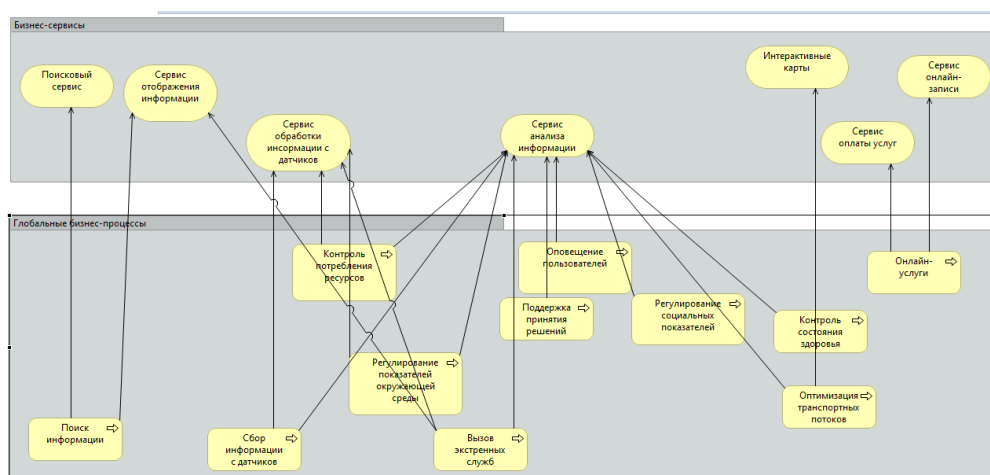 Бизнес-сервисы
Поисковый
сервис
Сервис
отображения
информации
Сервис
обработки
инсормации с
датчиков
Сервис
анализа
информации
Интерактивные
карты
Сервис
оплаты услуг
Сервис
онлайн-
записи
Глобальные бизнес-процессы
Контроль
потребления
ресурсов
Оповещение
пользователей
Поддержка
принятия
решений
Регулирование
социальных
показателей
Контроль
состояния
здоровья
Онлайн-
услуги
Регулирование
показателей
окружающей
среды
Оптимизация
транспортных
потоков
Поиск
информации
Сбор
информации
с датчиков
Вызов
экстренных
служб